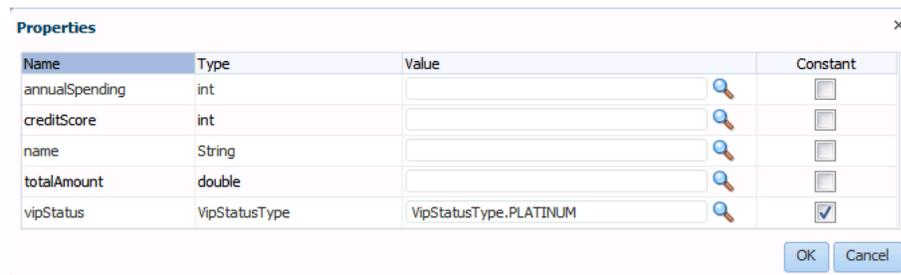 Properties
Name Type Value Constant
annualSpending int
creditScore int
name String
totalAmount double
vipStatus VipStatusType VipStatusType.PLATINUM
OK Cancel